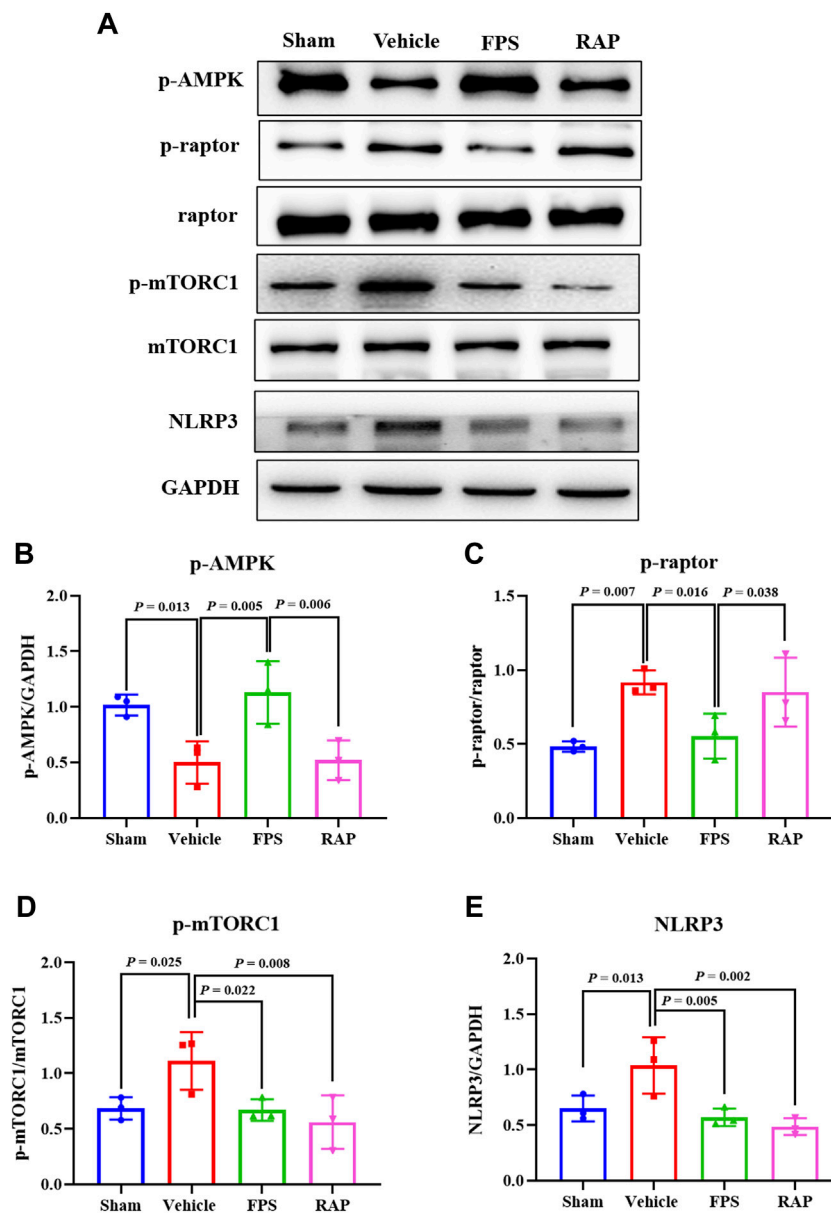 A
Sham Vehicle FPS RAP
p-AMPK
p-raptor
raptor
p-mTORC1
mTORC1
NLRP3
GAPDH
B
p-AMPK
P = 0.013 P = 0.005 P = 0.006
p-AMPK/GAPDH
2.0
1.5
1.0
0.5
0.0
Sham Vehicle FPS RAP
C
p-raptor
P = 0.007 P = 0.016 P = 0.038
p-raptor/raptor
1.5
1.0
0.5
0.0
Sham Vehicle FPS RAP
D
p-mTORC1
P = 0.025 P = 0.008
P = 0.022
p-mTORC1/mTORC1
2.0
1.5
1.0
0.5
0.0
Sham Vehicle FPS RAP
E
NLRP3
P = 0.013 P = 0.002
P = 0.005
NLRP3/GAPDH
2.0
1.5
1.0
0.5
0.0
Sham Vehicle FPS RAP